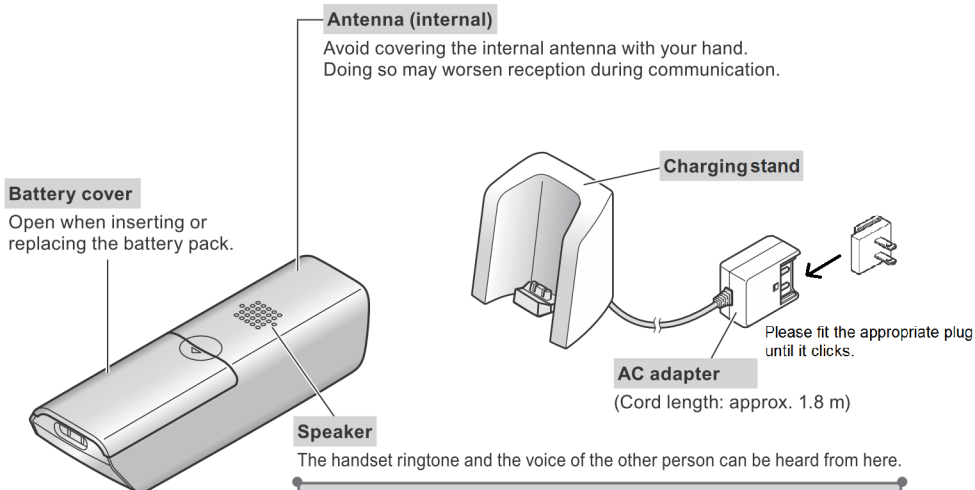 Antenna (internal)
Avoid covering the internal antenna with your hand.
Doing so may worsen reception during communication.
Charging stand
Battery cover
Open when inserting or
replacing the battery pack.
Please fit the appropriate plug
until it clicks.
AC adapter
(Cord length: approx. 1.8 m)
Speaker
The handset ringtone and the voice of the other person can be heard from here.